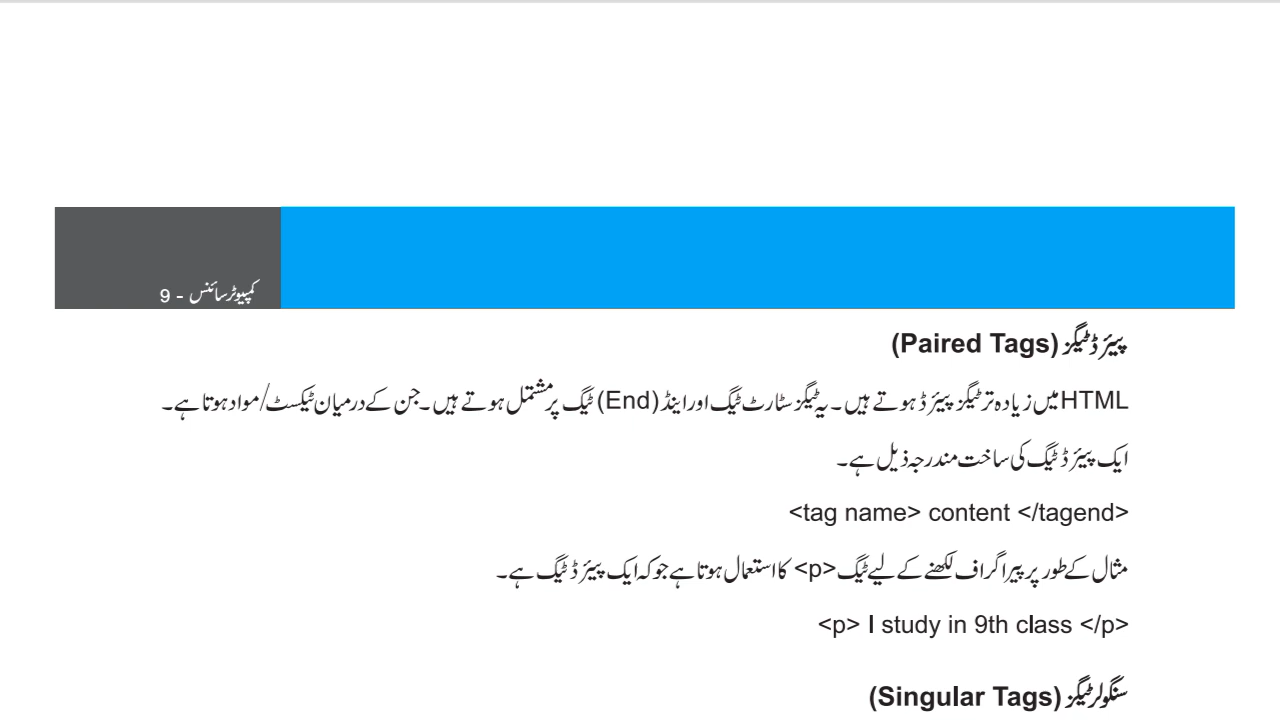 کمپیوٹر سائنس - 9
پیئرڈ ٹیگز (Paired Tags)
HTML میں زیادہ تر ٹیگز پیئرڈ ہوتے ہیں۔ یہ ٹیگز سٹارٹ ٹیگ اور اینڈ (End) ٹیگ پر مشتمل ہوتے ہیں۔ جن کے درمیان ٹیکسٹ/مواد ہوتا ہے۔
ایک پیئرڈ ٹیگ کی ساخت مندرجہ ذیل ہے۔
<tag name> content </tagend>
مثال کے طور پر پیراگراف لکھنے کے لیے ٹیگ <p> کا استعمال ہوتا ہے جو کہ ایک پیئرڈ ٹیگ ہے۔
<p> I study in 9th class </p>
سنگولر ٹیگز (Singular Tags)